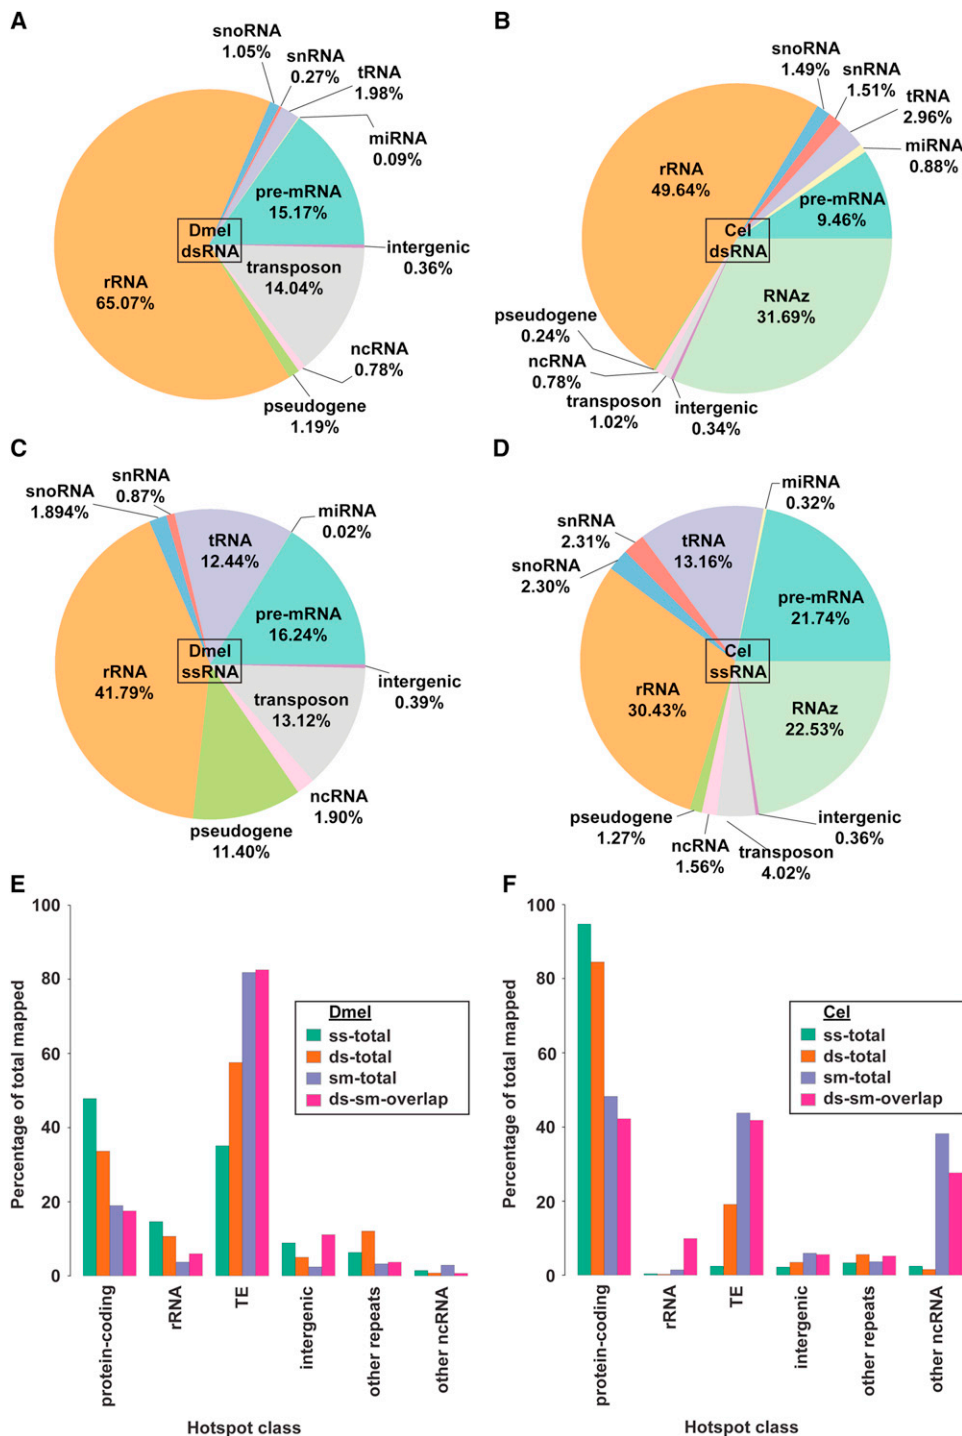 A
snoRNA
1.05%
snRNA
0.27%
tRNA
1.98%
miRNA
0.09%
pre-mRNA
15.17%
Dmel
dsRNA
intergenic
0.36%
transposon
14.04%
rRNA
65.07%
ncRNA
0.78%
pseudogene
1.19%
B
snoRNA
1.49%
snRNA
1.51%
tRNA
2.96%
miRNA
0.88%
rRNA
49.64%
pre-mRNA
9.46%
Cel
dsRNA
RNAz
31.69%
pseudogene
0.24%
ncRNA
0.78%
transposon
1.02%
intergenic
0.34%
C
snRNA
0.87%
snoRNA
1.894%
tRNA
12.44%
miRNA
0.02%
pre-mRNA
16.24%
Dmel
ssRNA
rRNA
41.79%
intergenic
0.39%
transposon
13.12%
ncRNA
1.90%
pseudogene
11.40%
D
miRNA
0.32%
snRNA
2.31%
tRNA
13.16%
snoRNA
2.30%
pre-mRNA
21.74%
Cel
ssRNA
rRNA
30.43%
RNAz
22.53%
pseudogene
1.27%
ncRNA
1.56%
transposon
4.02%
intergenic
0.36%
E
Percentage of total mapped
100
80
60
40
20
0
Dmel
ss-total
ds-total
sm-total
ds-sm-overlap
protein-coding
rRNA
TE
intergenic
other repeats
other ncRNA
Hotspot class
F
Percentage of total mapped
100
80
60
40
20
0
Cel
ss-total
ds-total
sm-total
ds-sm-overlap
protein-coding
rRNA
TE
intergenic
other repeats
other ncRNA
Hotspot class